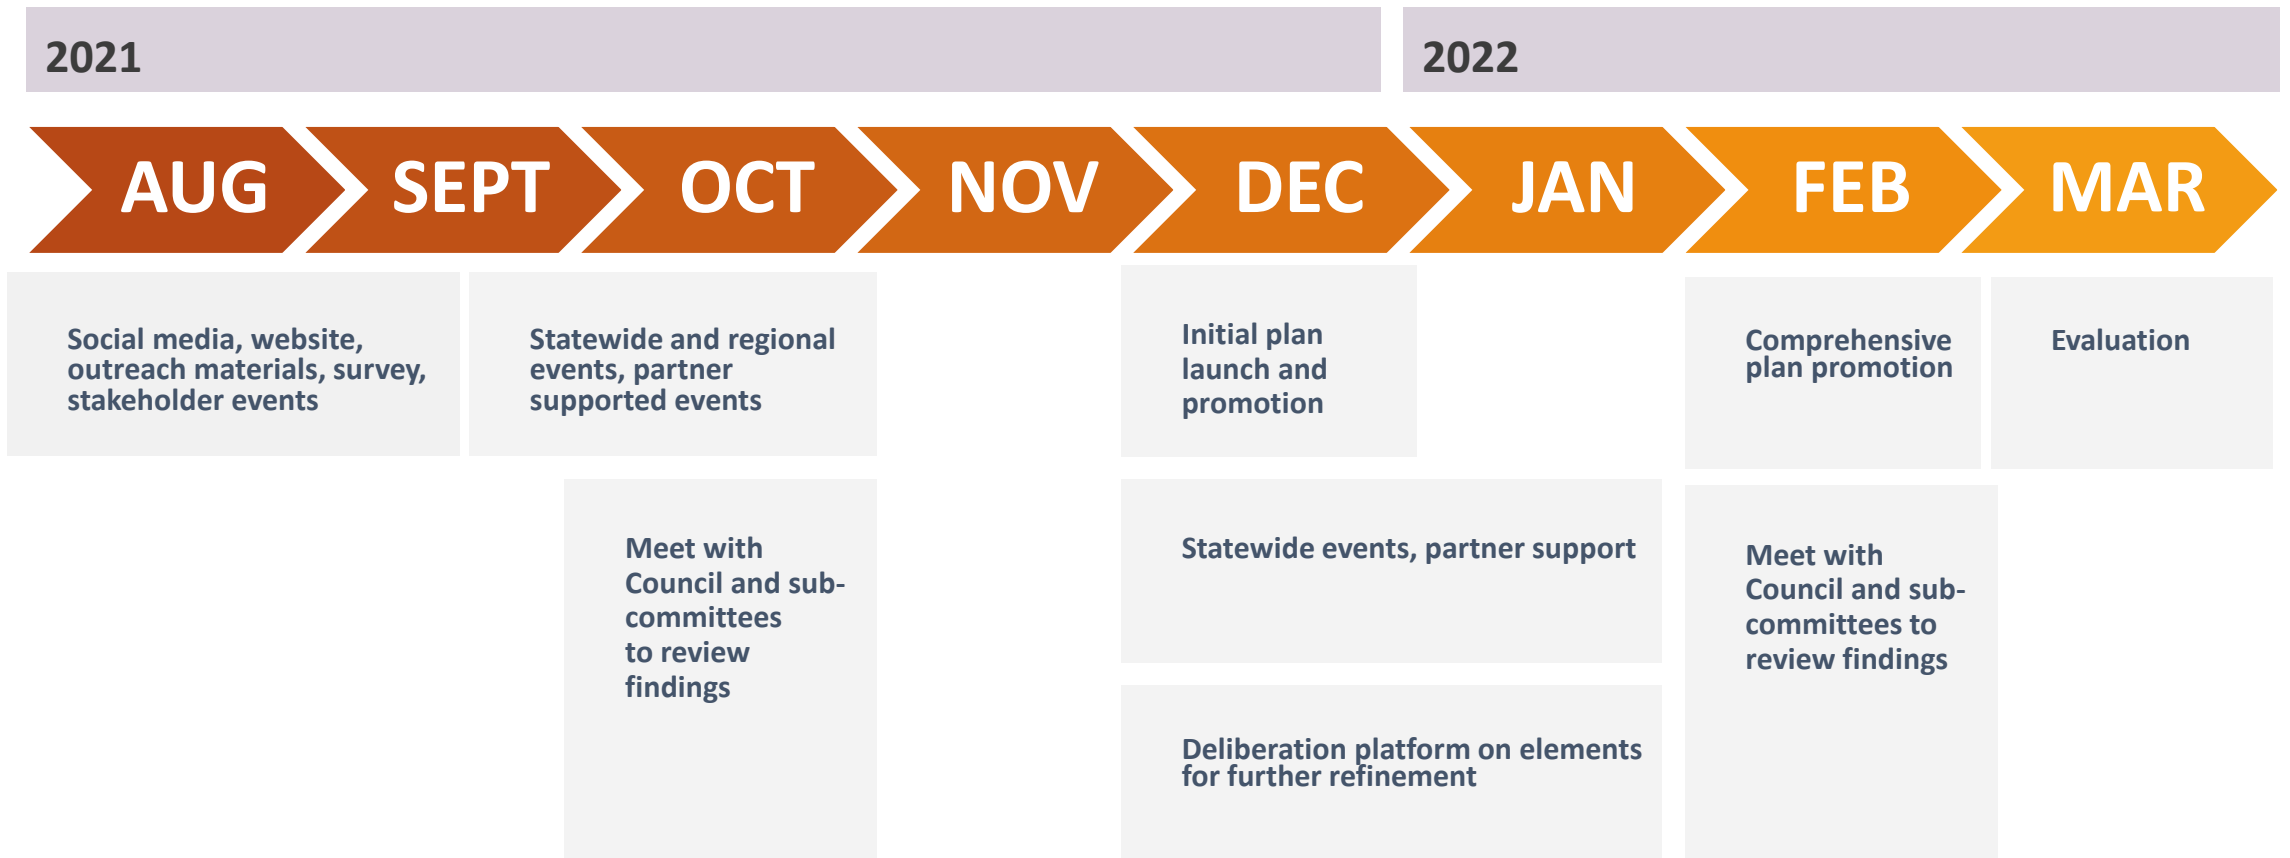 2021
2022
AUG
SEPT
OCT
NOV
DEC
JAN
FEB
MAR
Social media, website,
outreach materials, survey,
stakeholder events
Statewide and regional
events, partner
supported events
Initial plan
launch and
promotion
Comprehensive
plan promotion
Evaluation
Meet with
Council and sub-
committees
to review
findings
Statewide events, partner support
Meet with
Council and sub-
committees to
review findings
Deliberation platform on elements
for further refinement